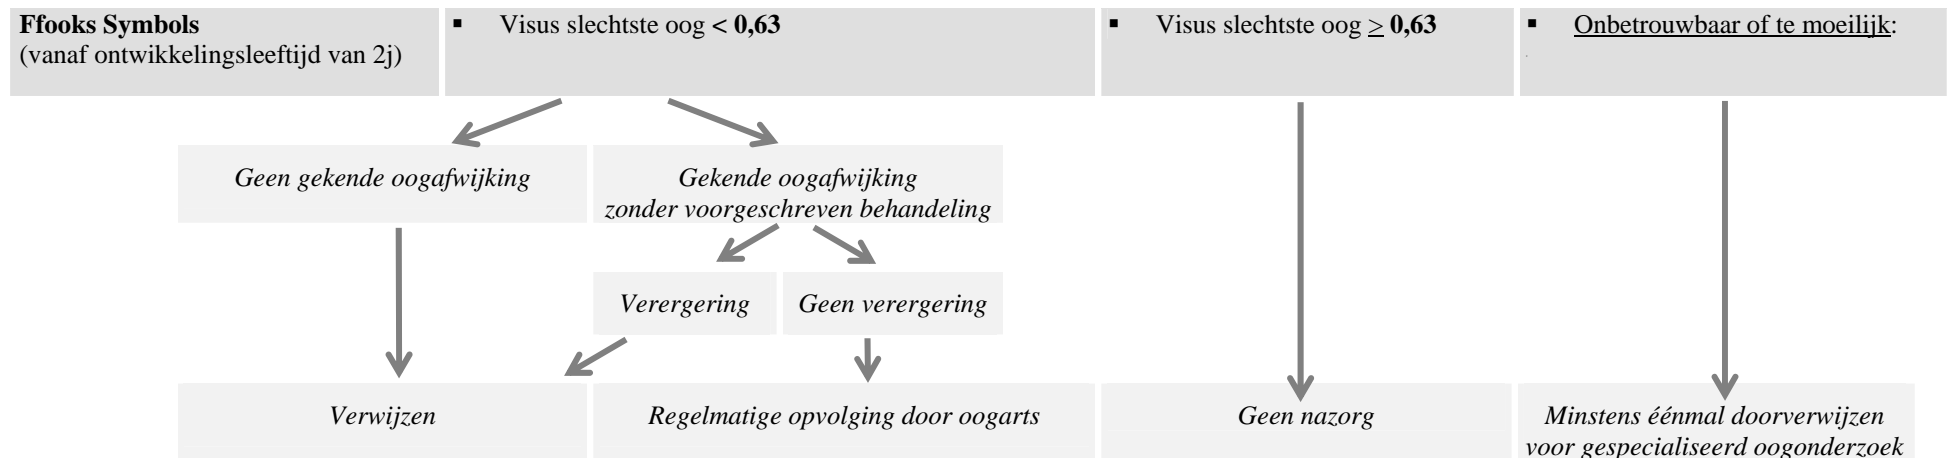 Ffooks Symbols
(vanaf ontwikkelingsleeftijd van 2j)
▪ Visus slechtste oog < 0,63
▪ Visus slechtste oog ≥ 0,63
▪ Onbetrouwbaar of te moeilijk:
Geen gekende oogafwijking
Gekende oogafwijking
zonder voorgeschreven behandeling
Verergering
Geen verergering
Verwijzen
Regelmatige opvolging door oogarts
Geen nazorg
Minstens éénmaal doorverwijzen
voor gespecialiseerd oogonderzoek